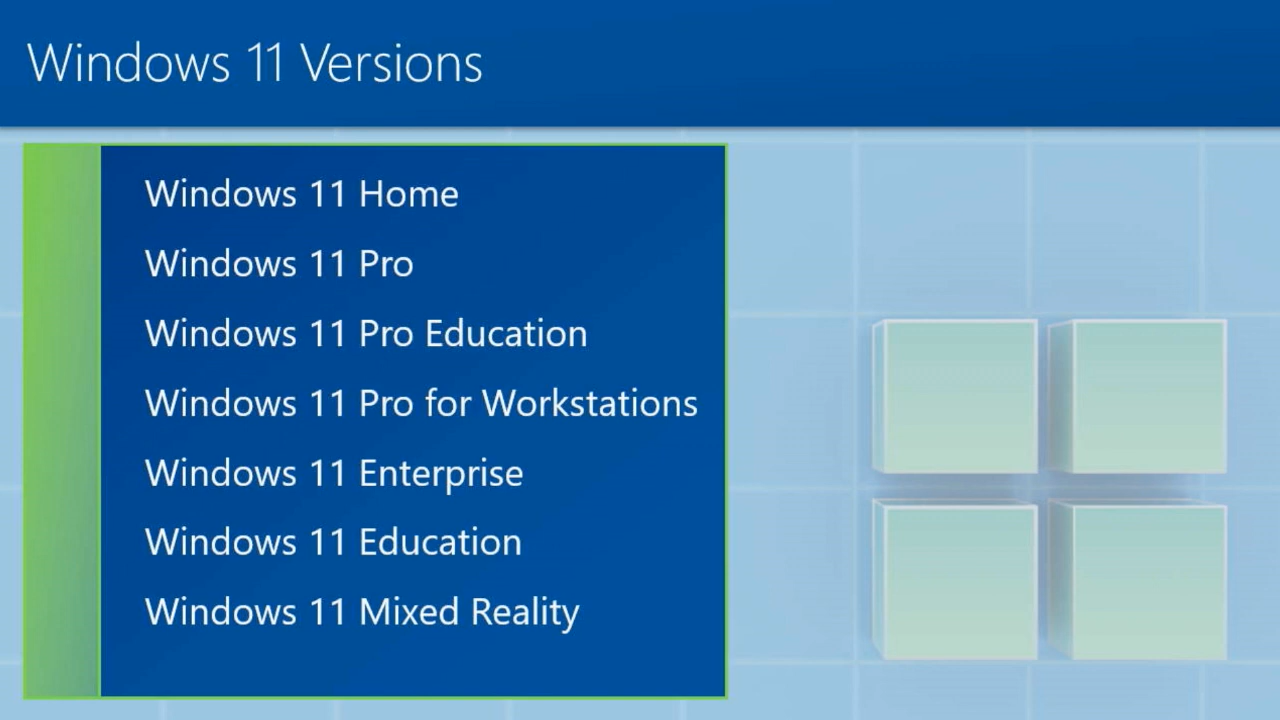 Windows 11 Versions
Windows 11 Home
Windows 11 Pro
Windows 11 Pro Education
Windows 11 Pro for Workstations
Windows 11 Enterprise
Windows 11 Education
Windows 11 Mixed Reality